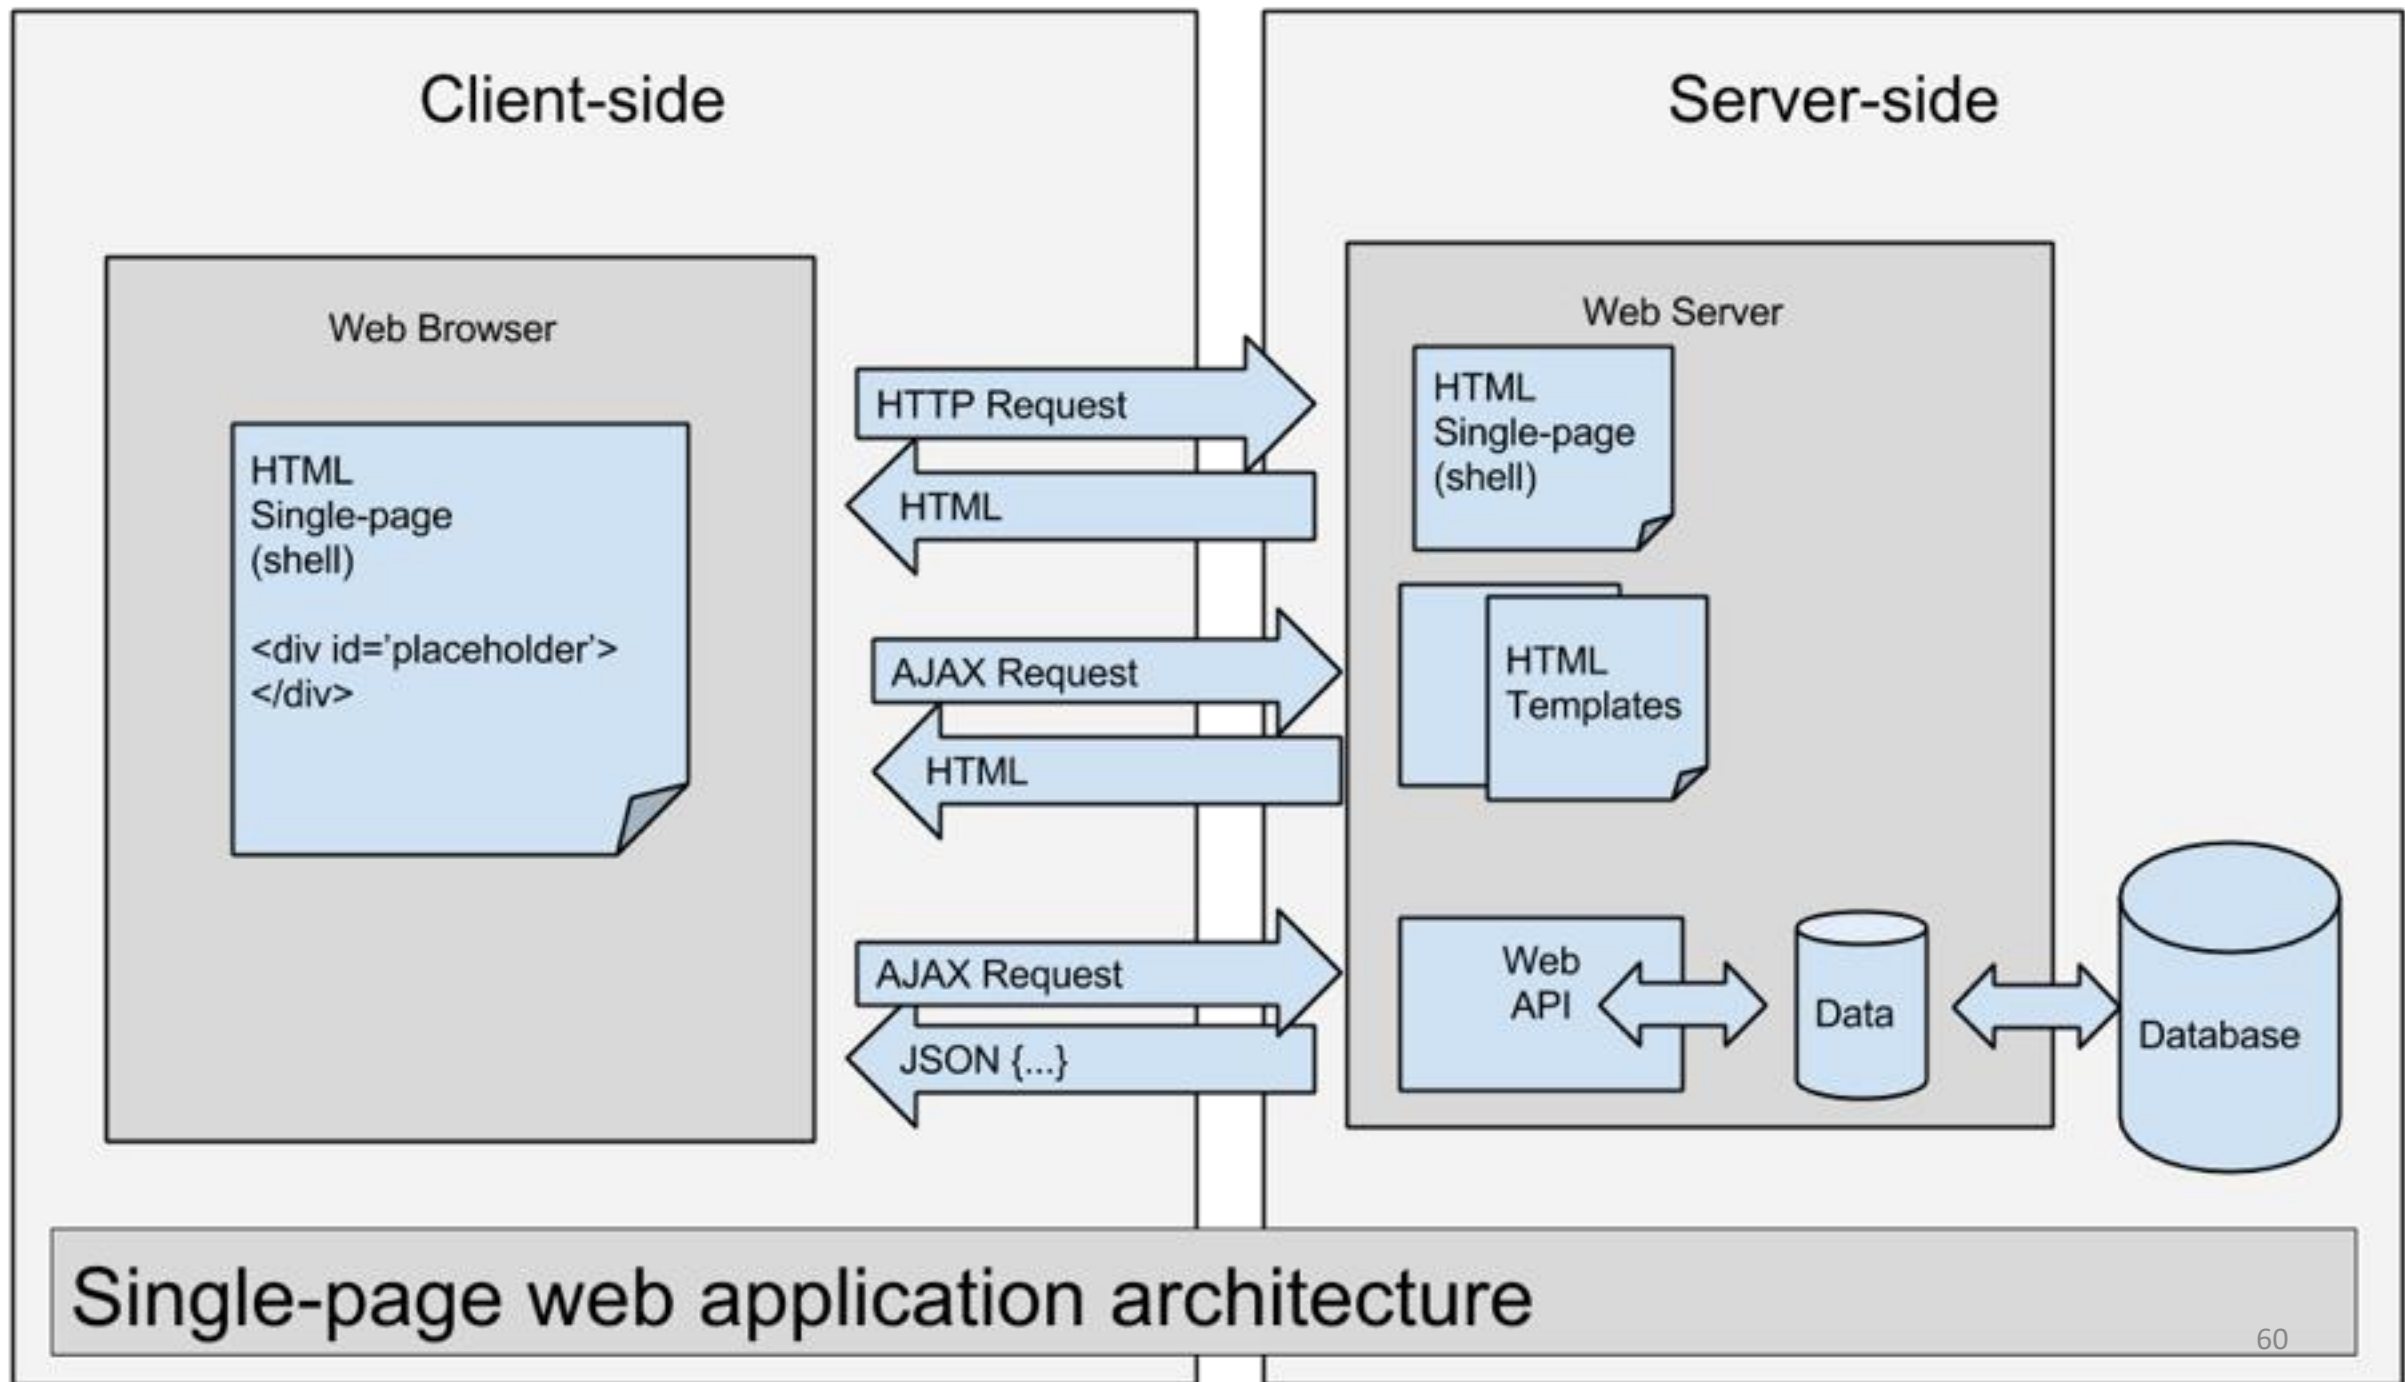 Client-side
Server-side
Web Browser
HTML
Single-page
(shell)
<div id=’placeholder’>
</div>
HTTP Request
HTML
AJAX Request
HTML
AJAX Request
JSON {...}
Web Server
HTML
Single-page
(shell)
HTML
Templates
Web
API
Data
Database
Single-page web application architecture
60